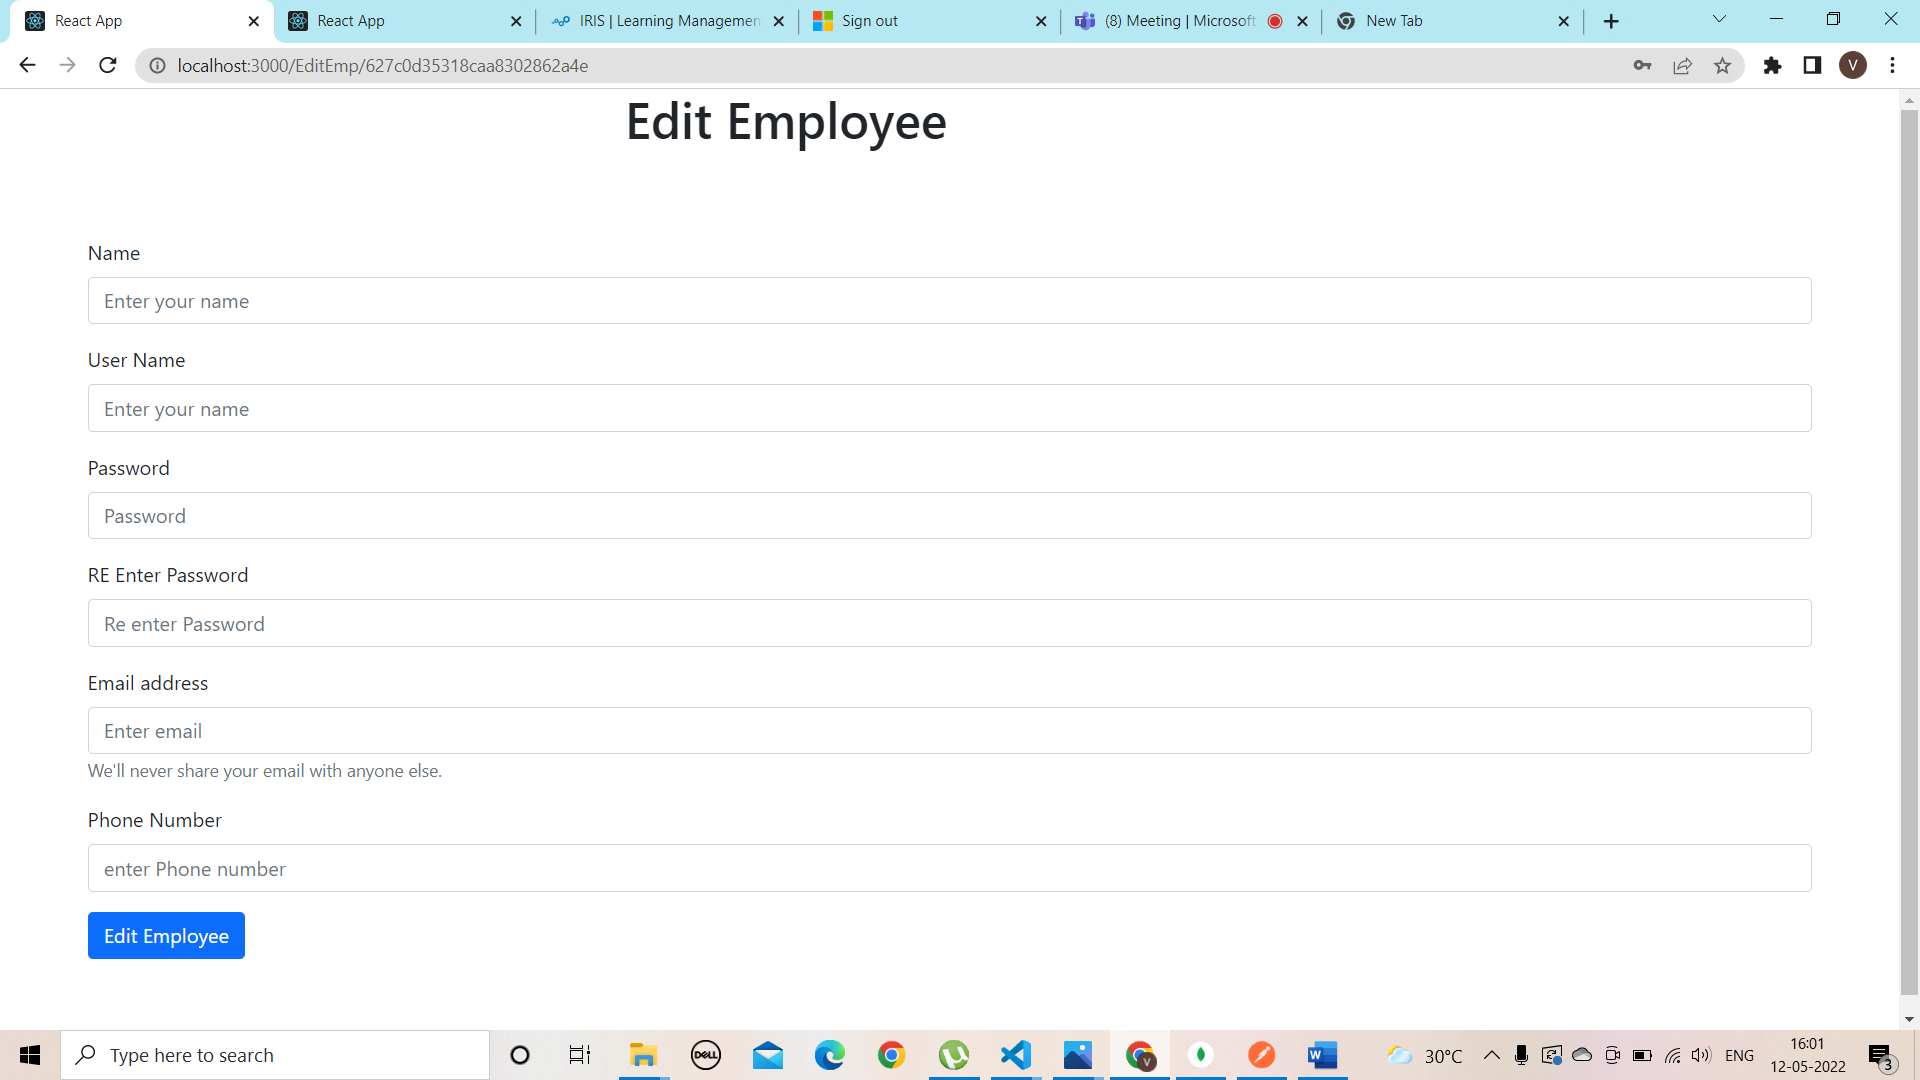 React App
React App
IRIS | Learning Managemen
Sign out
(8) Meeting | Microsoft
New Tab
localhost:3000/EditEmp/627c0d35318caa8302862a4e
V
Edit Employee
Name
Enter your name
User Name
Enter your name
Password
Password
RE Enter Password
Re enter Password
Email address
Enter email
We'll never share your email with anyone else.
Phone Number
enter Phone number
Edit Employee
Type here to search
DELL
V
W
30°C
ENG
16:01
12-05-2022
3